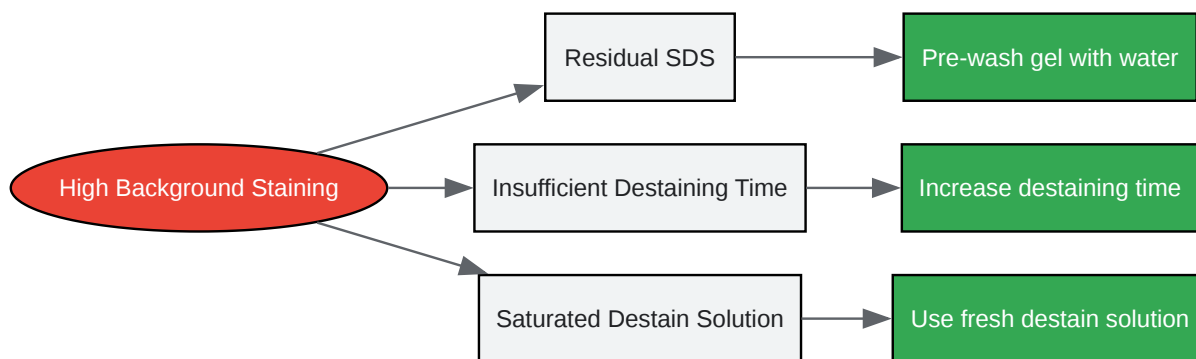 Residual SDS
Pre-wash gel with water
High Background Staining
Insufficient Destaining Time
Increase destaining time
Saturated Destain Solution
Use fresh destain solution